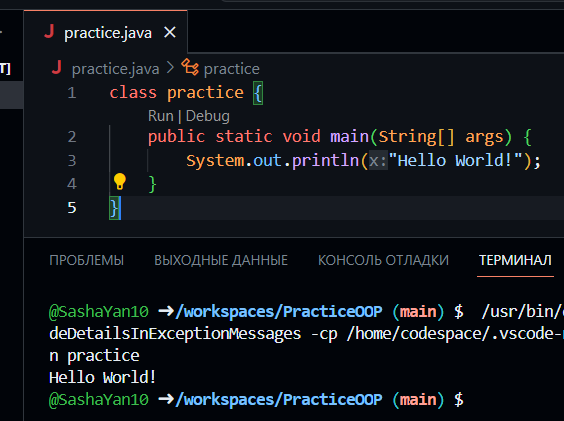 practice.java
T]
practice.java > practice
1 class practice {
Run | Debug
2 public static void main(String[] args) {
3 System.out.println(x:"Hello World!");
4 }
5 }
ПРОБЛЕМЫ ВЫХОДНЫЕ ДАННЫЕ КОНСОЛЬ ОТЛАДКИ ТЕРМИНАЛ
@SashaYan10 ➜/workspaces/PracticeOOP (main) $ /usr/bin/
deDetailsInExceptionMessages -cp /home/codespace/.vscode-
n practice
Hello World!
@SashaYan10 ➜/workspaces/PracticeOOP (main) $